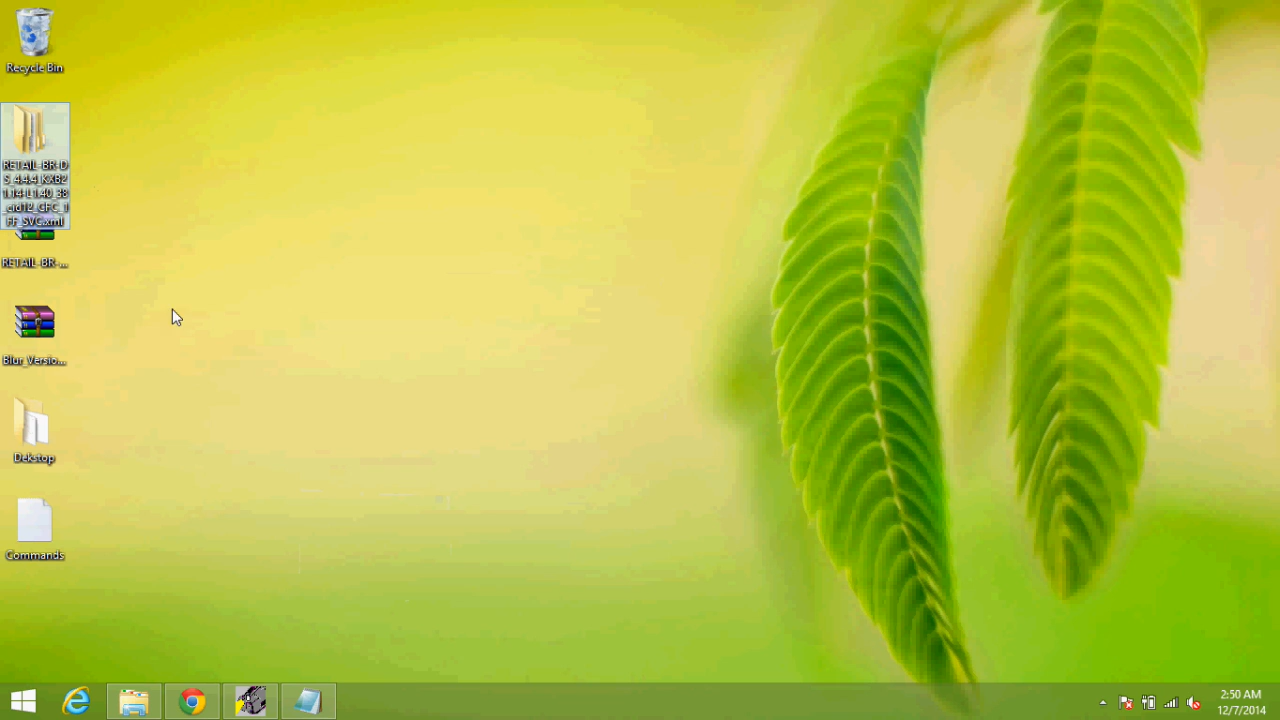 Recycle Bin
RETAIL-BR-D
S_4.4.4_KXB2
1.14-L1.40_38
_cid12_CFC_1
FF_SVC.xml
RETAIL-BR-...
Blur_Versio...
Dekstop
Commands
2:50 AM
12/7/2014